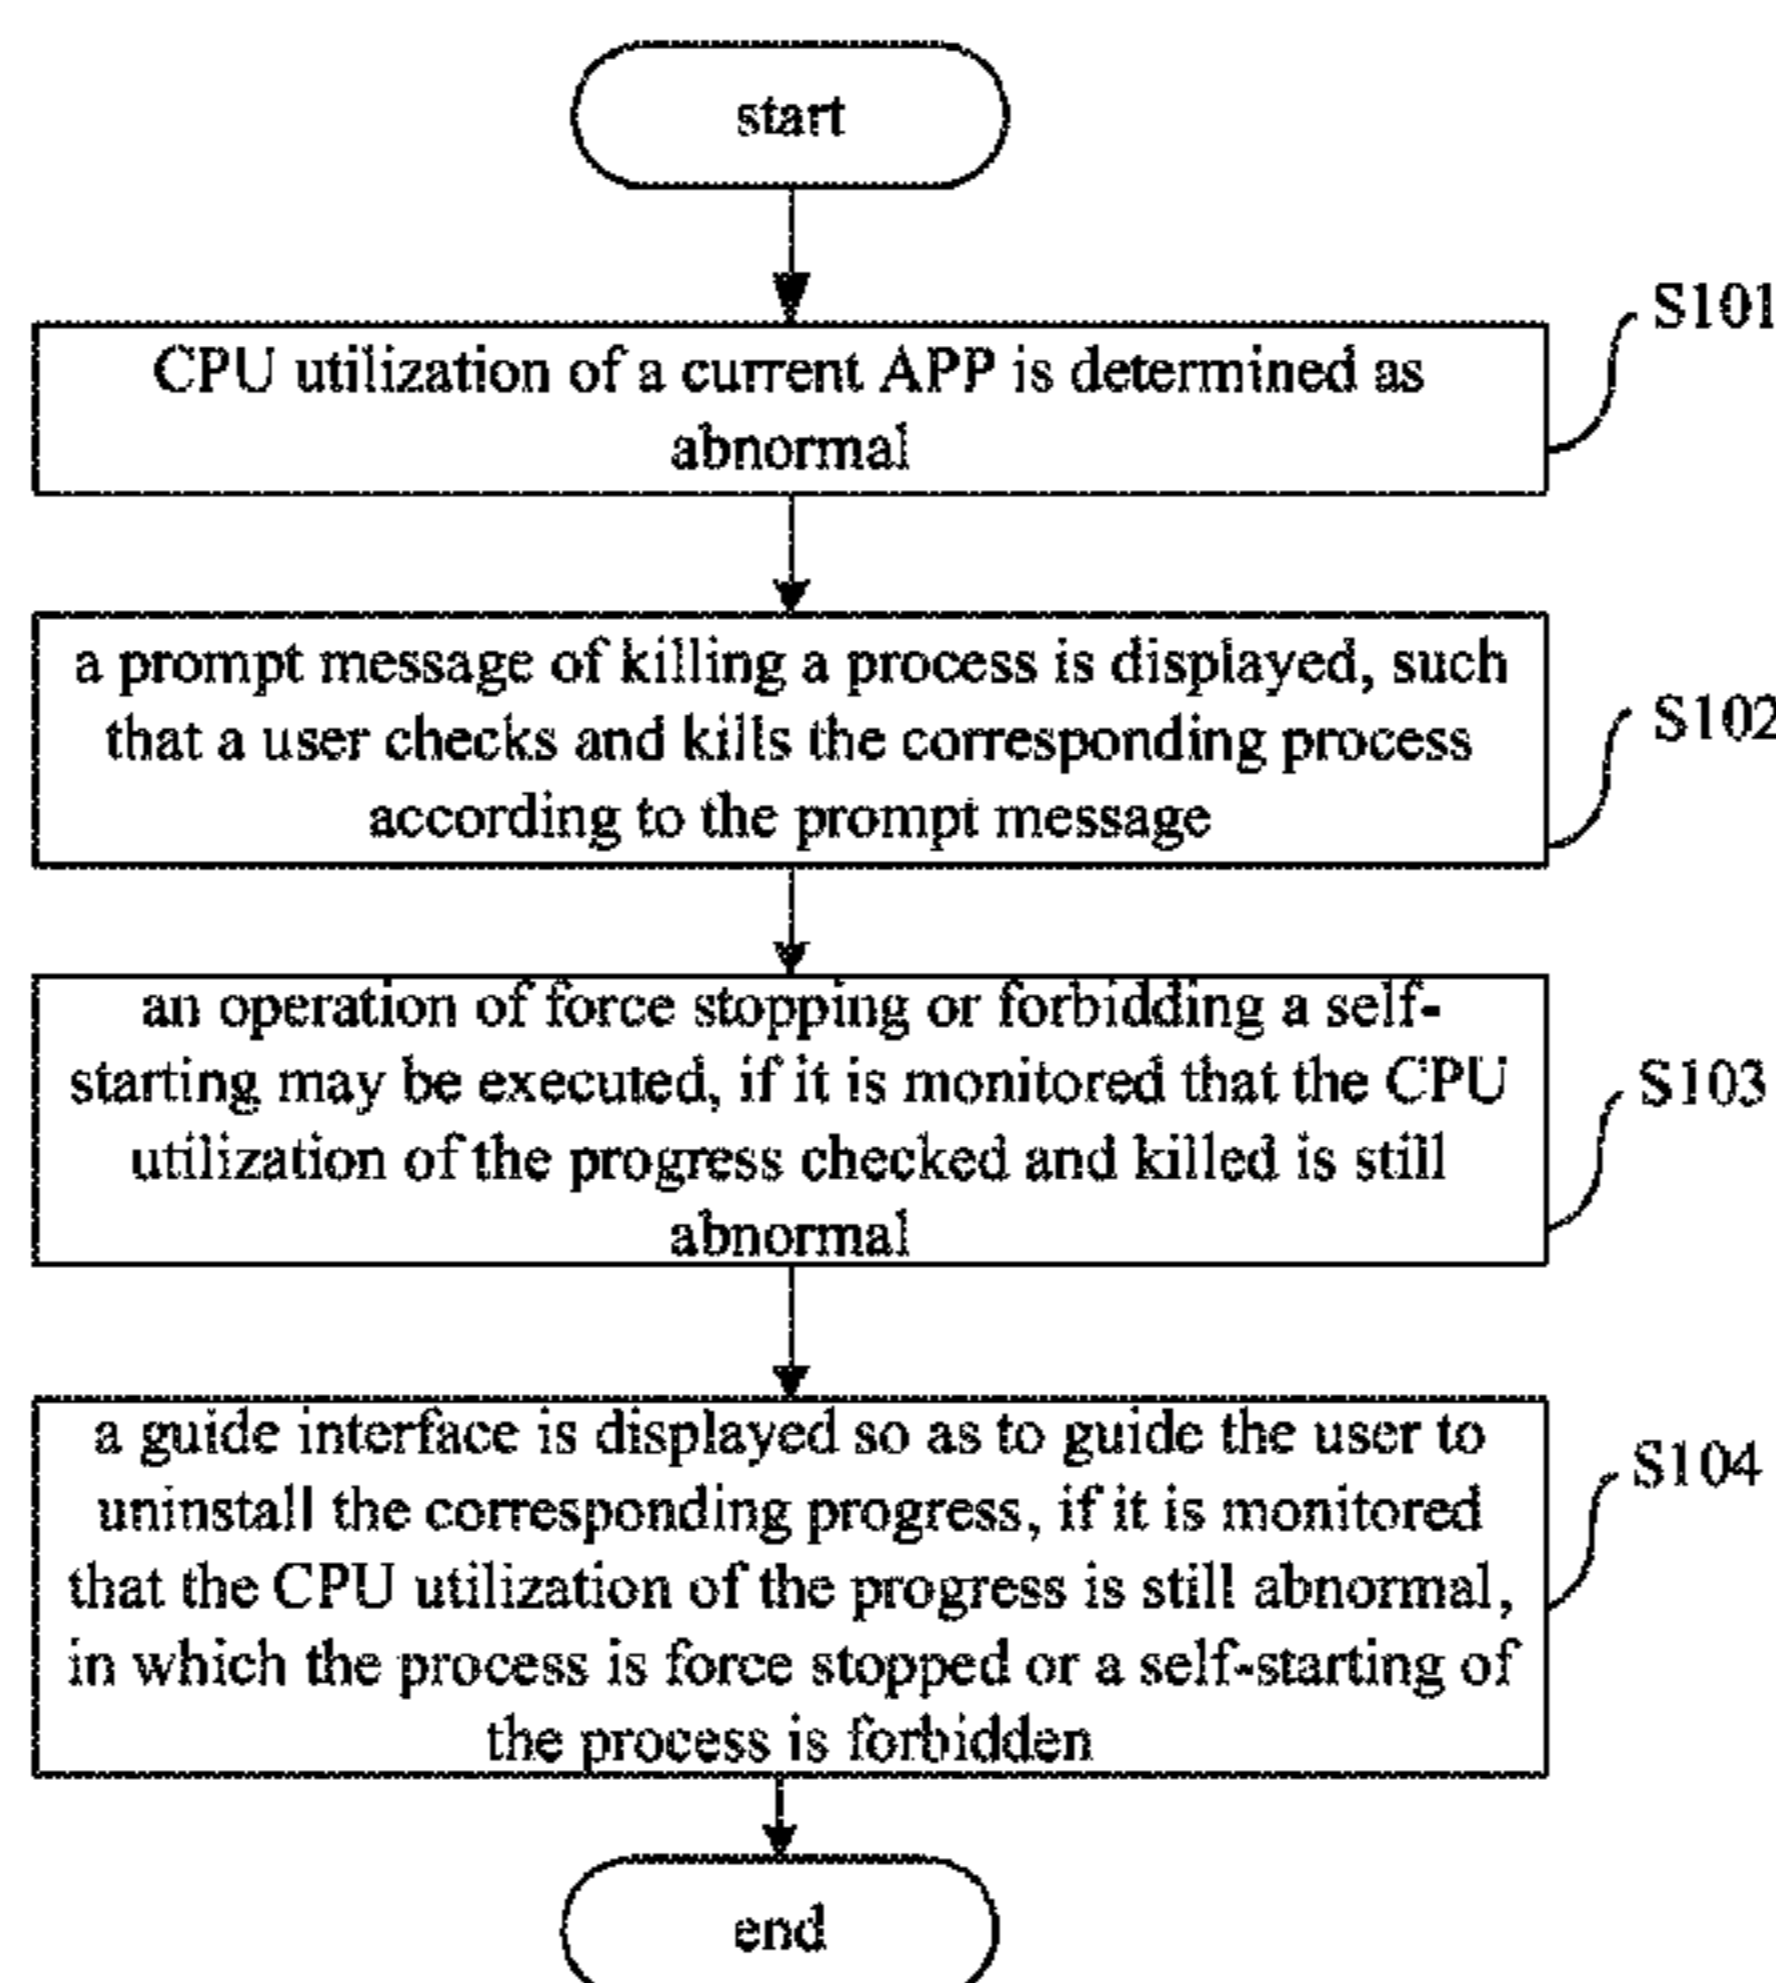 start
S101
CPU utilization of a current APP is determined as
abnormal
a prompt message of killing a process is displayed, such
that a user checks and kills the corresponding process
according to the prompt message
S102
an operation of force stopping or forbidding a self-
starting may be executed, if it is monitored that the CPU
utilization of the progress checked and killed is still
abnormal
S103
a guide interface is displayed so as to guide the user to
uninstall the corresponding progress, if it is monitored
that the CPU utilization of the progress is still abnormal,
in which the process is force stopped or a self-starting of
the process is forbidden
S104
end